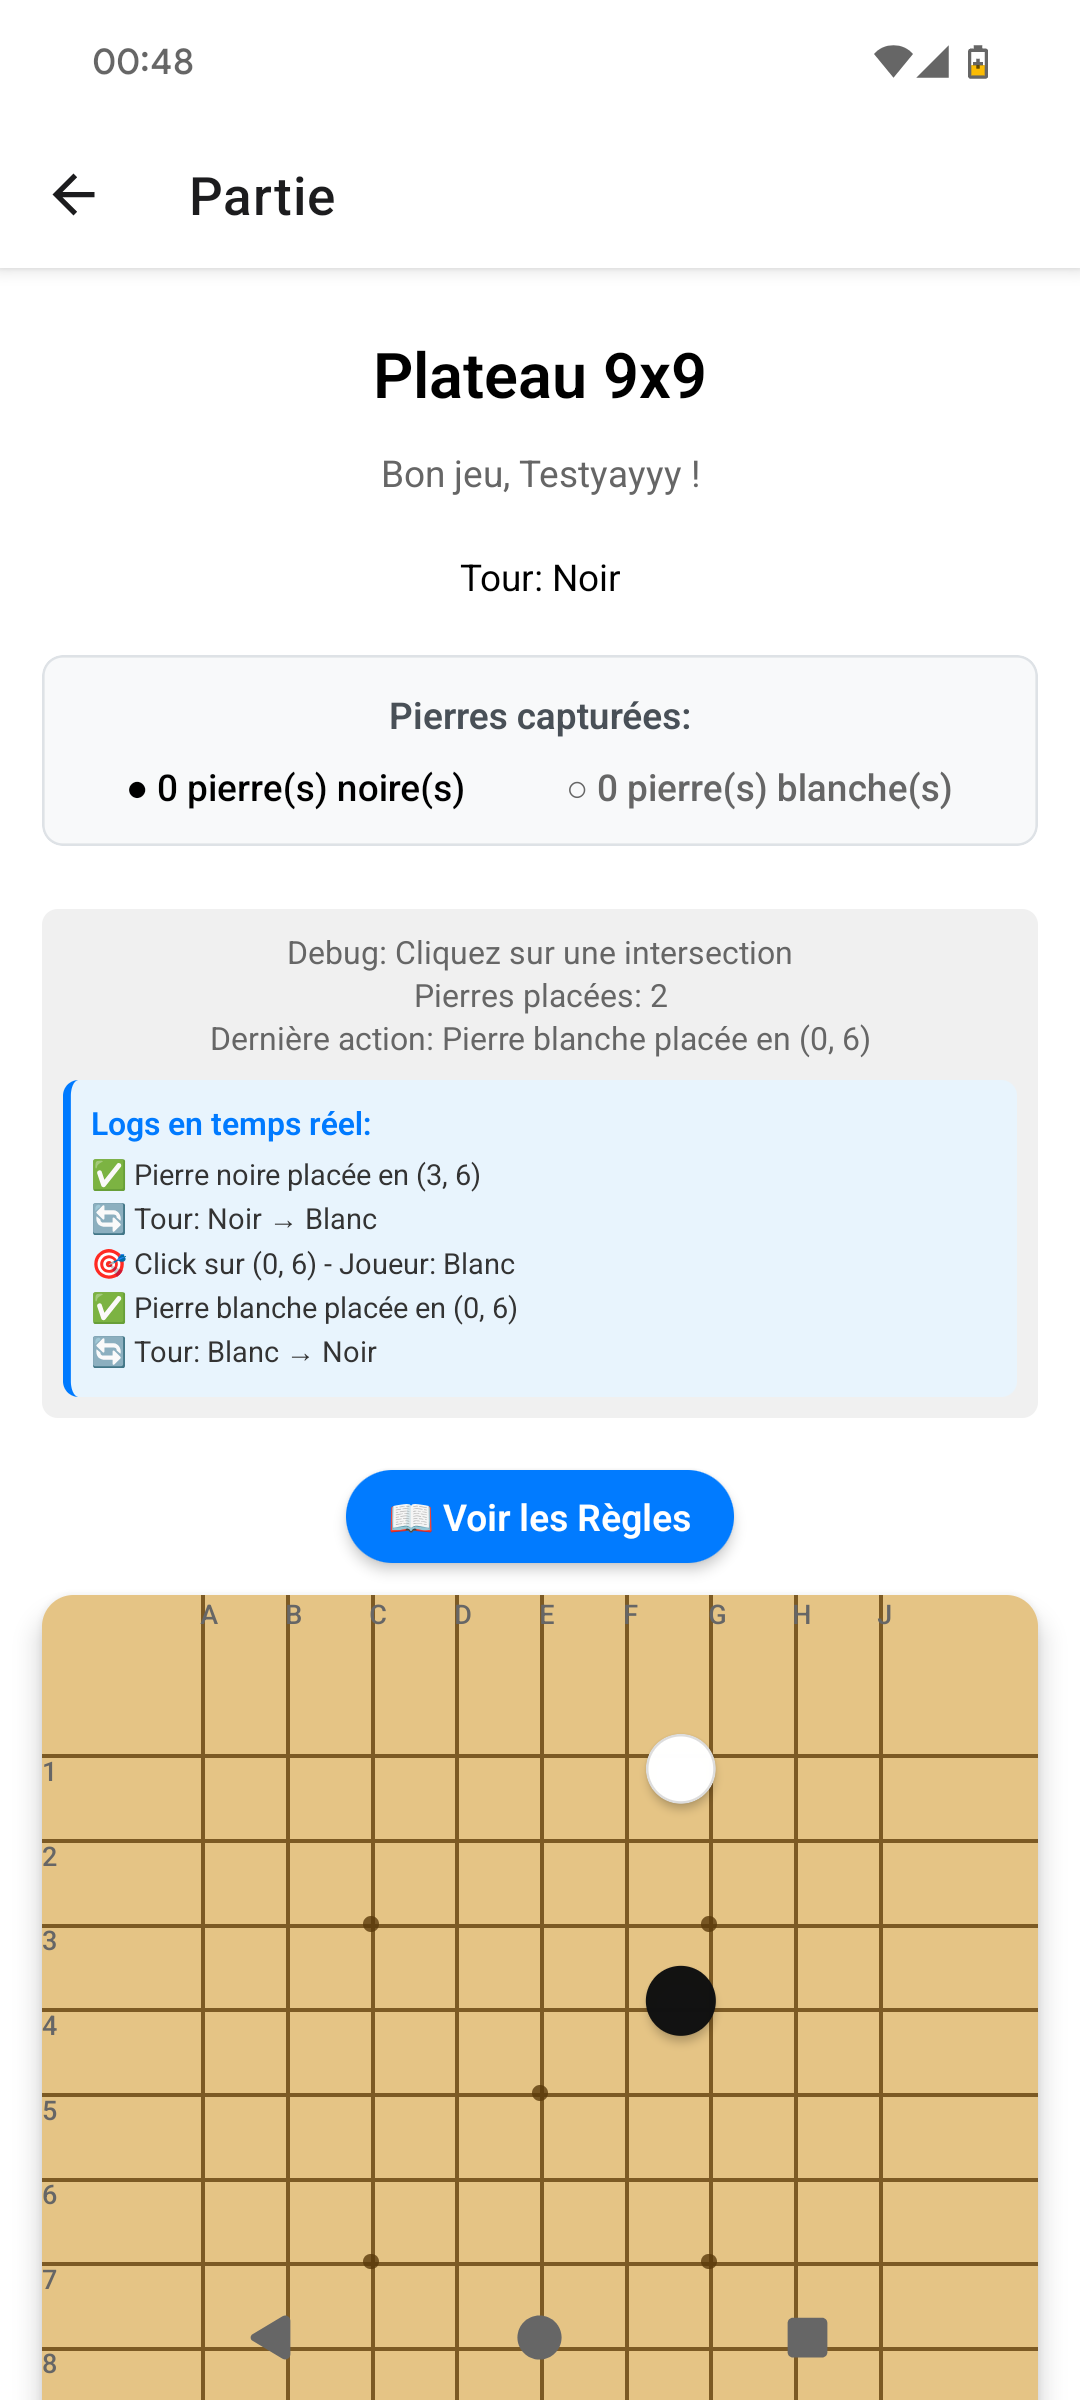 00:48
Partie
Plateau 9x9
Bon jeu, Testyayyy !
Tour: Noir
Pierres capturées:
● 0 pierre(s) noire(s) ○ 0 pierre(s) blanche(s)
Debug: Cliquez sur une intersection
Pierres placées: 2
Dernière action: Pierre blanche placée en (0, 6)
Logs en temps réel:
✅ Pierre noire placée en (3, 6)
🔄 Tour: Noir → Blanc
🎯 Click sur (0, 6) - Joueur: Blanc
✅ Pierre blanche placée en (0, 6)
🔄 Tour: Blanc → Noir
📖 Voir les Règles
A B C D E F G H J
1
2
3
4
5
6
7
8